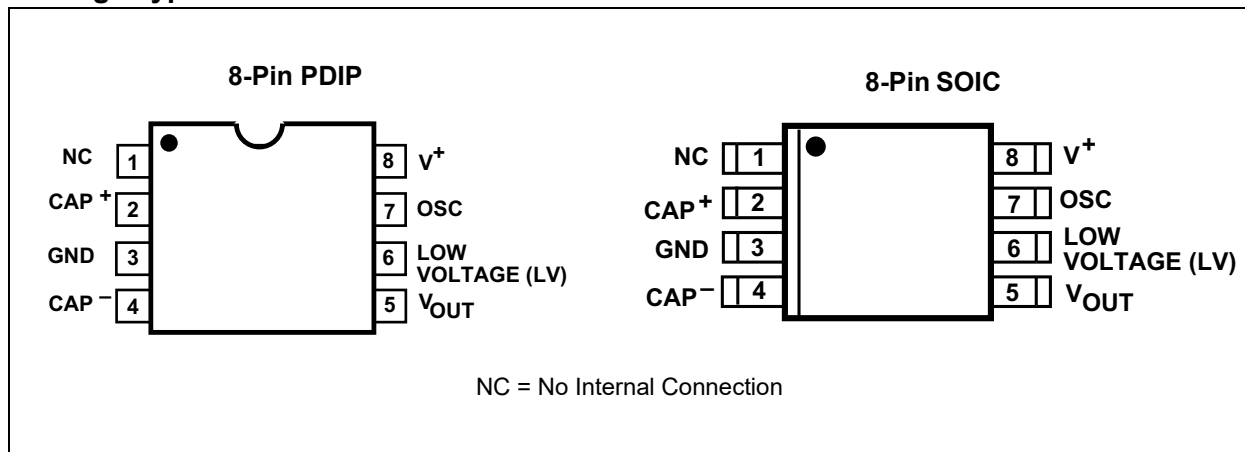 8-Pin PDIP
NC 1
CAP + 2
GND 3
CAP – 4
8 V+
7 OSC
6 LOW
VOLTAGE (LV)
5 VOUT
8-Pin SOIC
NC 1
CAP+ 2
GND 3
CAP– 4
8 V+
7 OSC
6 LOW
VOLTAGE (LV)
5 VOUT
NC = No Internal Connection